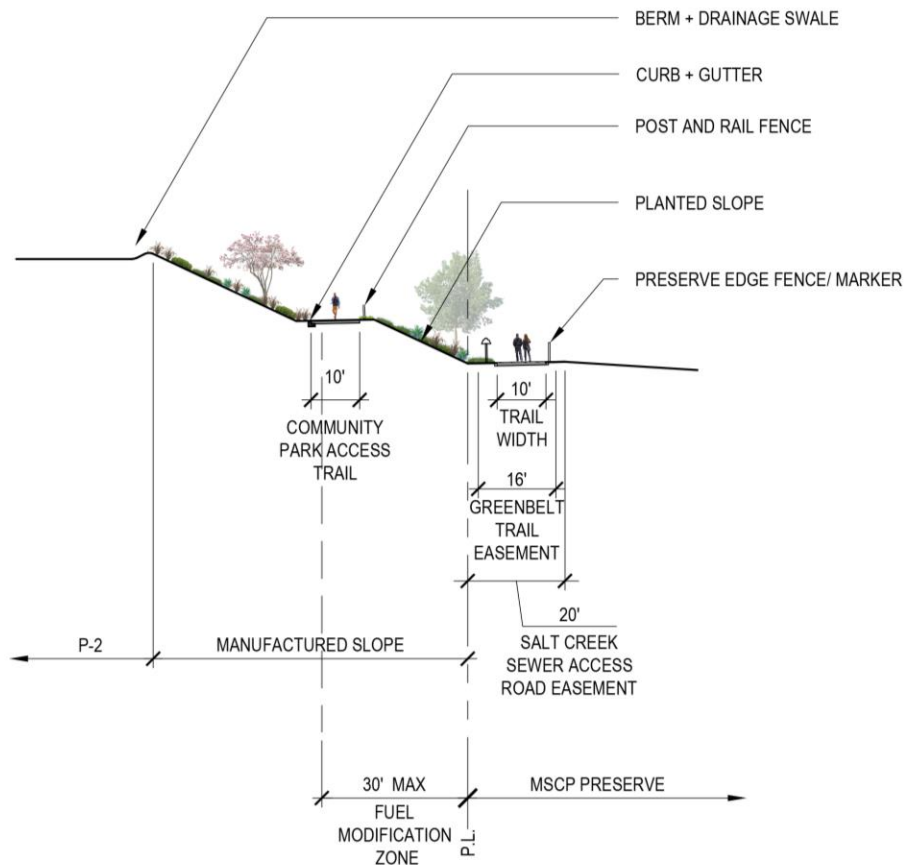 BERM + DRAINAGE SWALE
CURB + GUTTER
POST AND RAIL FENCE
PLANTED SLOPE
PRESERVE EDGE FENCE/ MARKER
10'
COMMUNITY
PARK ACCESS
TRAIL
10'
TRAIL
WIDTH
16'
GREENBELT
TRAIL
EASEMENT
20'
SALT CREEK
SEWER ACCESS
ROAD EASEMENT
P-2
MANUFACTURED SLOPE
30' MAX
FUEL
MODIFICATION
ZONE
P.L.
MSCP PRESERVE